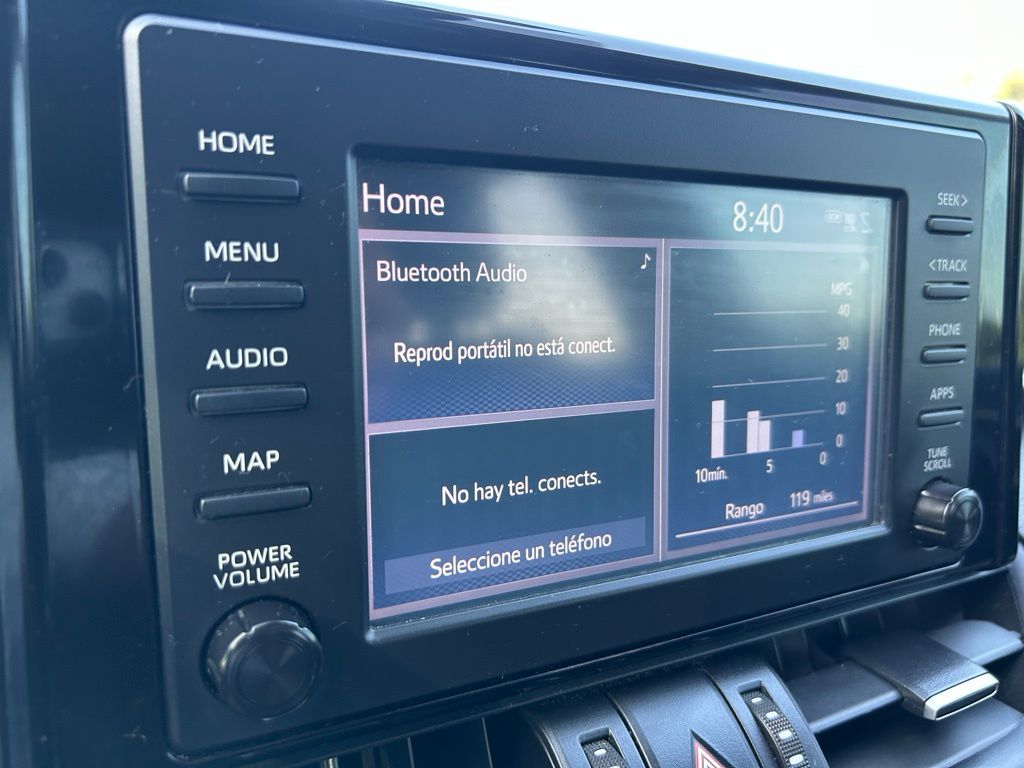 HOME
MENU
AUDIO
MAP
POWER
VOLUME
Home
8:40
Bluetooth Audio
Reprod portátil no está conect.
No hay tel. conects.
Seleccione un teléfono
MPG
40
30
20
10
0
10mín. 5 0
Rango 119 miles
SEEK >
< TRACK
PHONE
APPS
TUNE
SCROLL